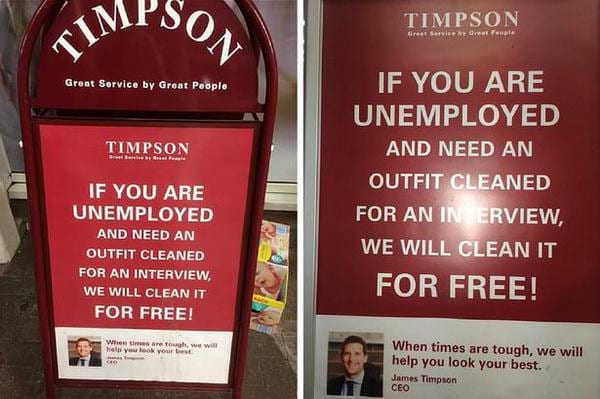 TIMPSON
Great Service by Great People
TIMPSON
Great Service by Great People
IF YOU ARE
UNEMPLOYED
AND NEED AN
OUTFIT CLEANED
FOR AN INTERVIEW,
WE WILL CLEAN IT
FOR FREE!
When times are tough, we will
help you look your best.
James Timpson
CEO
TIMPSON
Great Service by Great People
IF YOU ARE
UNEMPLOYED
AND NEED AN
OUTFIT CLEANED
FOR AN INTERVIEW,
WE WILL CLEAN IT
FOR FREE!
When times are tough, we will
help you look your best.
James Timpson
CEO